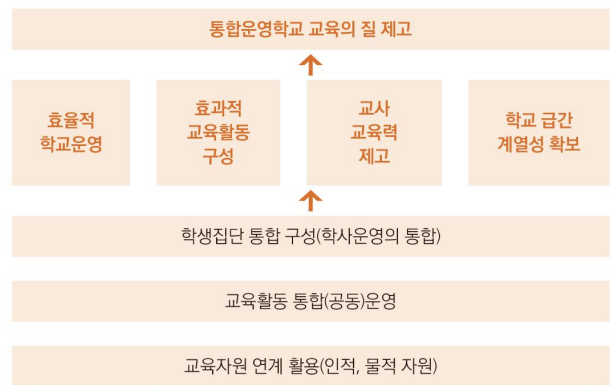 통합운영학교 교육의 질 제고
효율적
학교운영
효과적
교육활동
구성
교사
교육력
제고
학교 급간
계열성 확보
학생집단 통합 구성(학사운영의 통합)
교육활동 통합(공동)운영
교육자원 연계 활용(인적, 물적 자원)